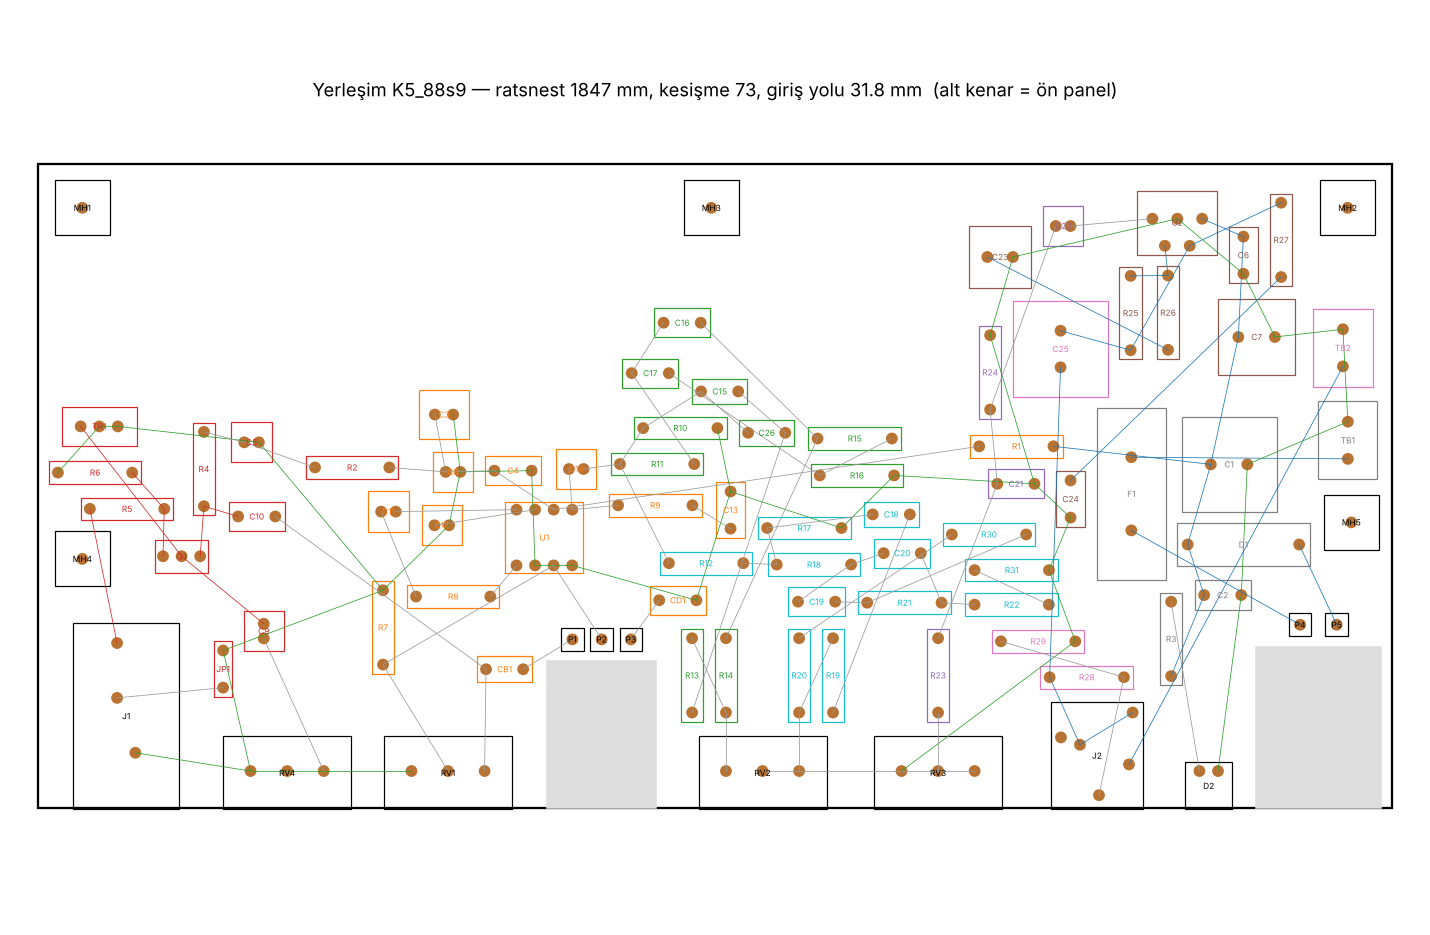 Yerleşim K5_88s9 — ratsnest 1847 mm, kesişme 73, giriş yolu 31.8 mm (alt kenar = ön panel)
MH1
MH3
MH2
C23
C6
R27
R25
R26
C7
TB2
C16
C25
R24
C17
C15
C26
R10
R15
R1
TB1
R6
R4
R2
C4
R11
R16
C21
C24
C1
F1
R5
C10
R9
C13
R17
C18
MH5
U1
R30
D1
MH4
R12
R18
C20
R31
R8
CD1
C19
R21
R22
C2
R7
P1
P2
P3
R29
R3
P4
P5
JP1
CB1
R13
R14
R20
R19
R23
R28
J1
RV4
RV1
RV2
RV3
J2
D2